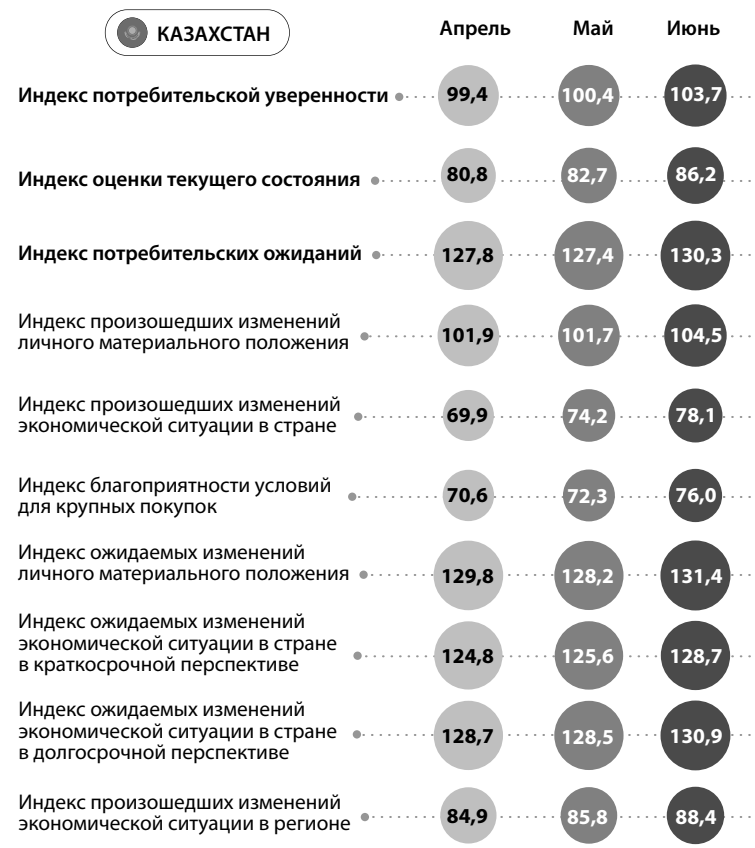 КАЗАХСТАН
Апрель Май Июнь
Индекс потребительской уверенности 99,4 100,4 103,7
Индекс оценки текущего состояния 80,8 82,7 86,2
Индекс потребительских ожиданий 127,8 127,4 130,3
Индекс произошедших изменений
личного материального положения 101,9 101,7 104,5
Индекс произошедших изменений
экономической ситуации в стране 69,9 74,2 78,1
Индекс благоприятности условий
для крупных покупок 70,6 72,3 76,0
Индекс ожидаемых изменений
личного материального положения 129,8 128,2 131,4
Индекс ожидаемых изменений
экономической ситуации в стране
в краткосрочной перспективе 124,8 125,6 128,7
Индекс ожидаемых изменений
экономической ситуации в стране
в долгосрочной перспективе 128,7 128,5 130,9
Индекс произошедших изменений
экономической ситуации в регионе 84,9 85,8 88,4